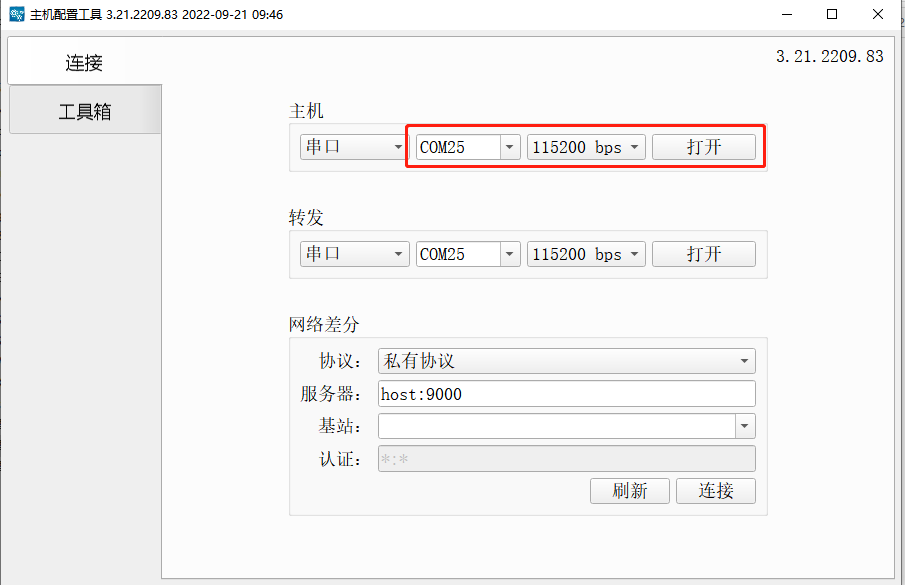 主机配置工具 3.21.2209.83 2022-09-21 09:46
连接
3.21.2209.83
工具箱
主机
串口 COM25 115200 bps 打开
转发
串口 COM25 115200 bps 打开
网络差分
协议： 私有协议
服务器： host:9000
基站：
认证： *:*
刷新 连接